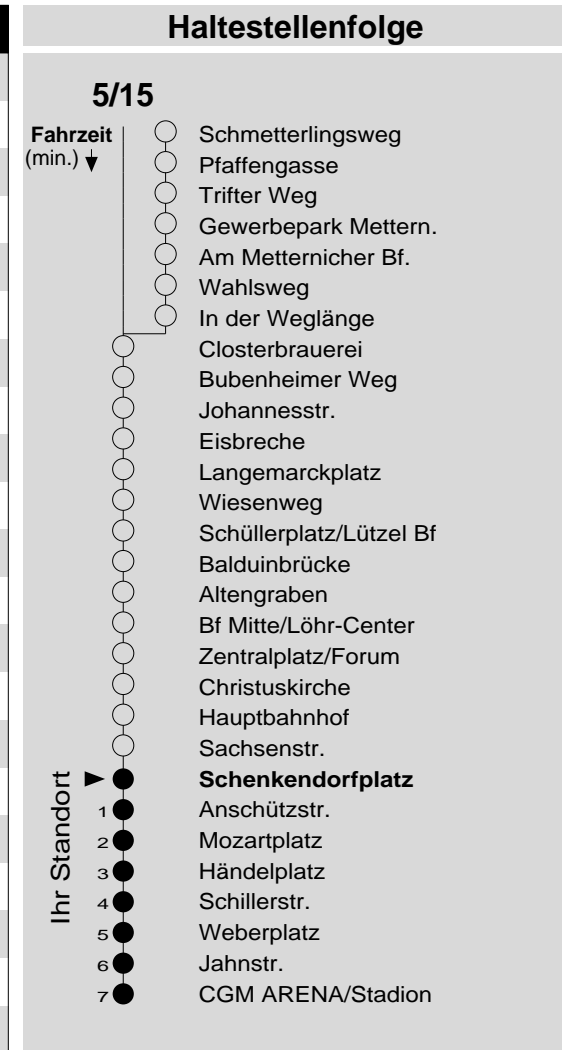 Haltestellenfolge
5/15
Fahrzeit
(min.)
Schmetterlingsweg
Pfaffengasse
Trifter Weg
Gewerbepark Mettern.
Am Metternicher Bf.
Wahlsweg
In der Weglänge
Closterbrauerei
Bubenheimer Weg
Johannesstr.
Eisbreche
Langemarckplatz
Wiesenweg
Schüllerplatz/Lützel Bf
Balduinbrücke
Altengraben
Bf Mitte/Löhr-Center
Zentralplatz/Forum
Christuskirche
Hauptbahnhof
Sachsenstr.
Ihr Standort
Schenkendorfplatz
1 Anschützstr.
2 Mozartplatz
3 Händelplatz
4 Schillerstr.
5 Weberplatz
6 Jahnstr.
7 CGM ARENA/Stadion